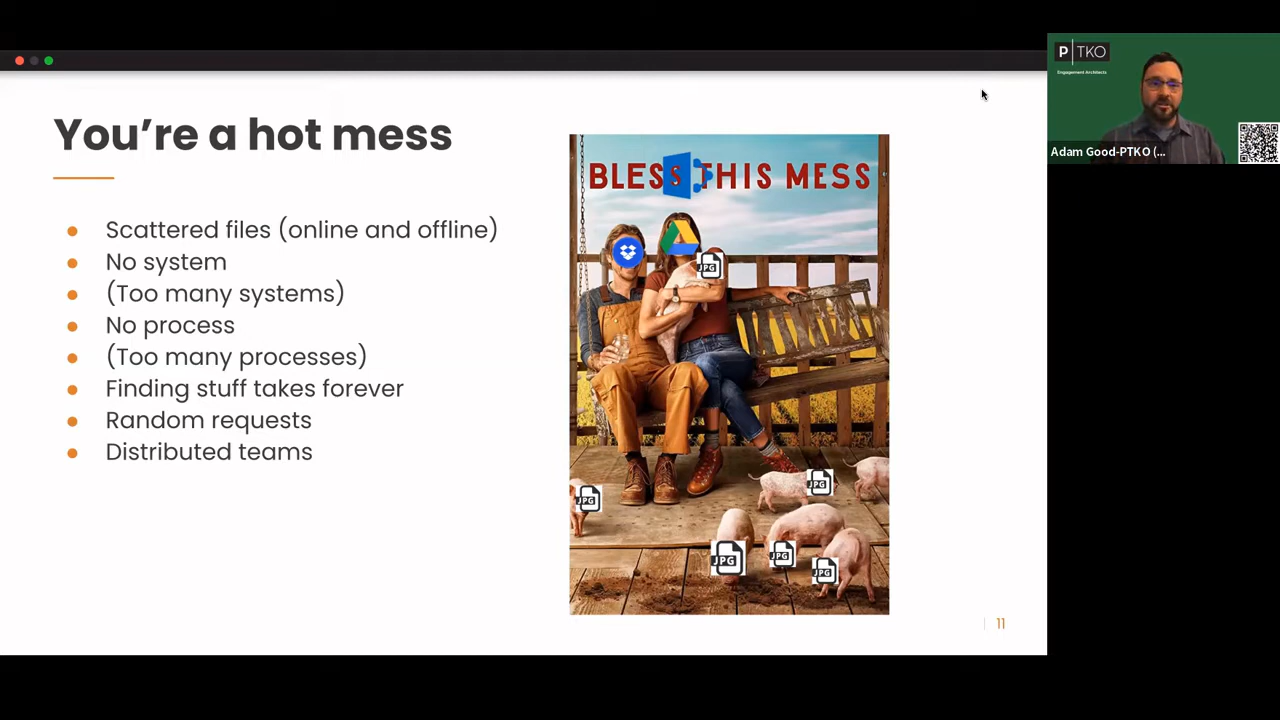 You're a hot mess
Scattered files (online and offline)
No system
(Too many systems)
No process
(Too many processes)
Finding stuff takes forever
Random requests
Distributed teams
BLESS THIS MESS
S
JPG
JPG
JPG
JPG
JPG
JPG
11
P TKO
Engagement Architects
Adam Good-PTKO (...